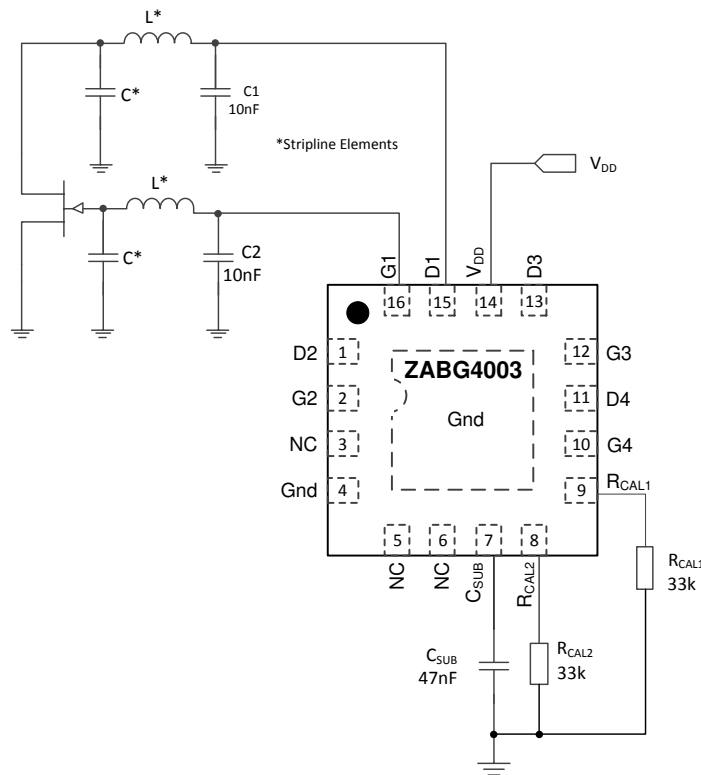 L*
C*
C1
10nF
*Stripline Elements
V_DD
L*
C*
C2
10nF
G1
D1
V_DD
D3
16
15
14
13
D2
1
ZABG4003
12
G3
G2
2
Gnd
11
D4
NC
3
10
G4
Gnd
4
9
R_CAL1
5
6
7
8
NC
NC
C_SUB
R_CAL2
R_CAL1
33k
C_SUB
47nF
R_CAL2
33k